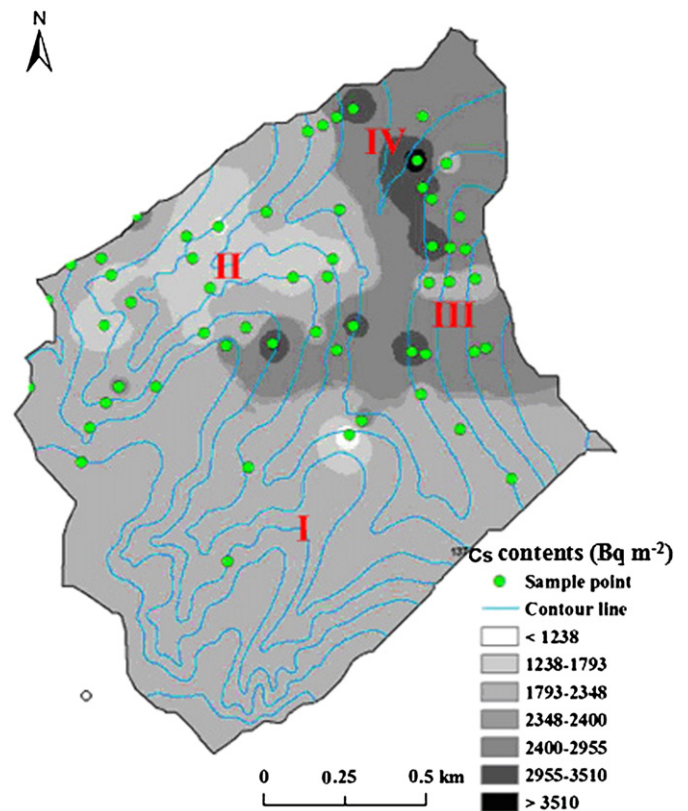 N
IV
II
III
I
¹³⁷Cs contents (Bq m⁻²)
Sample point
Contour line
< 1238
1238-1793
1793-2348
2348-2400
2400-2955
2955-3510
> 3510
0 0.25 0.5 km